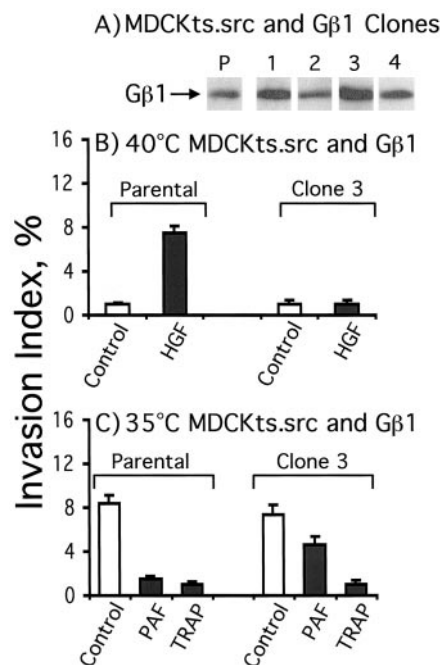 A) MDCKts.src and Gβ1 Clones
P 1 2 3 4
Gβ1
B) 40°C MDCKts.src and Gβ1
Parental Clone 3
16
12
8
4
0
Control HGF Control HGF
Invasion Index, %
C) 35°C MDCKts.src and Gβ1
Parental Clone 3
16
12
8
4
0
Control PAF TRAP Control PAF TRAP